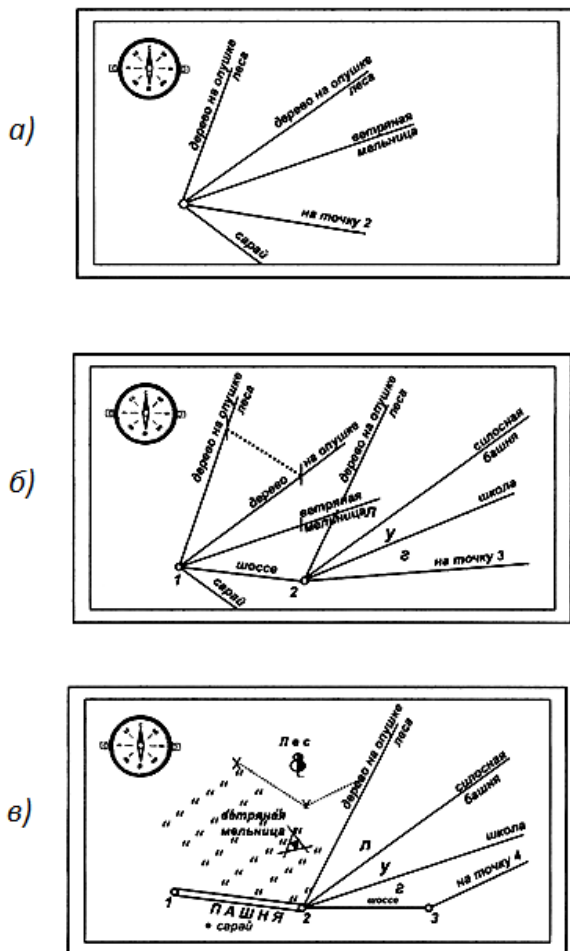 а)
дерево на опушке
леса
дерево на опушке
леса
ветряная
мельница
на точку 2
сарай
б)
дерево на опушке
леса
дерево на опушке
леса
ветряная
мельница
дерево на опушке
леса
силосная
башня
школа
л
у
г
на точку 3
шоссе
1
2
сарай
в)
Лес
дерево на опушке
леса
ветряная
мельница
силосная
башня
школа
л
у
г
на точку 4
шоссе
1
2
3
ПАШНЯ
сарай